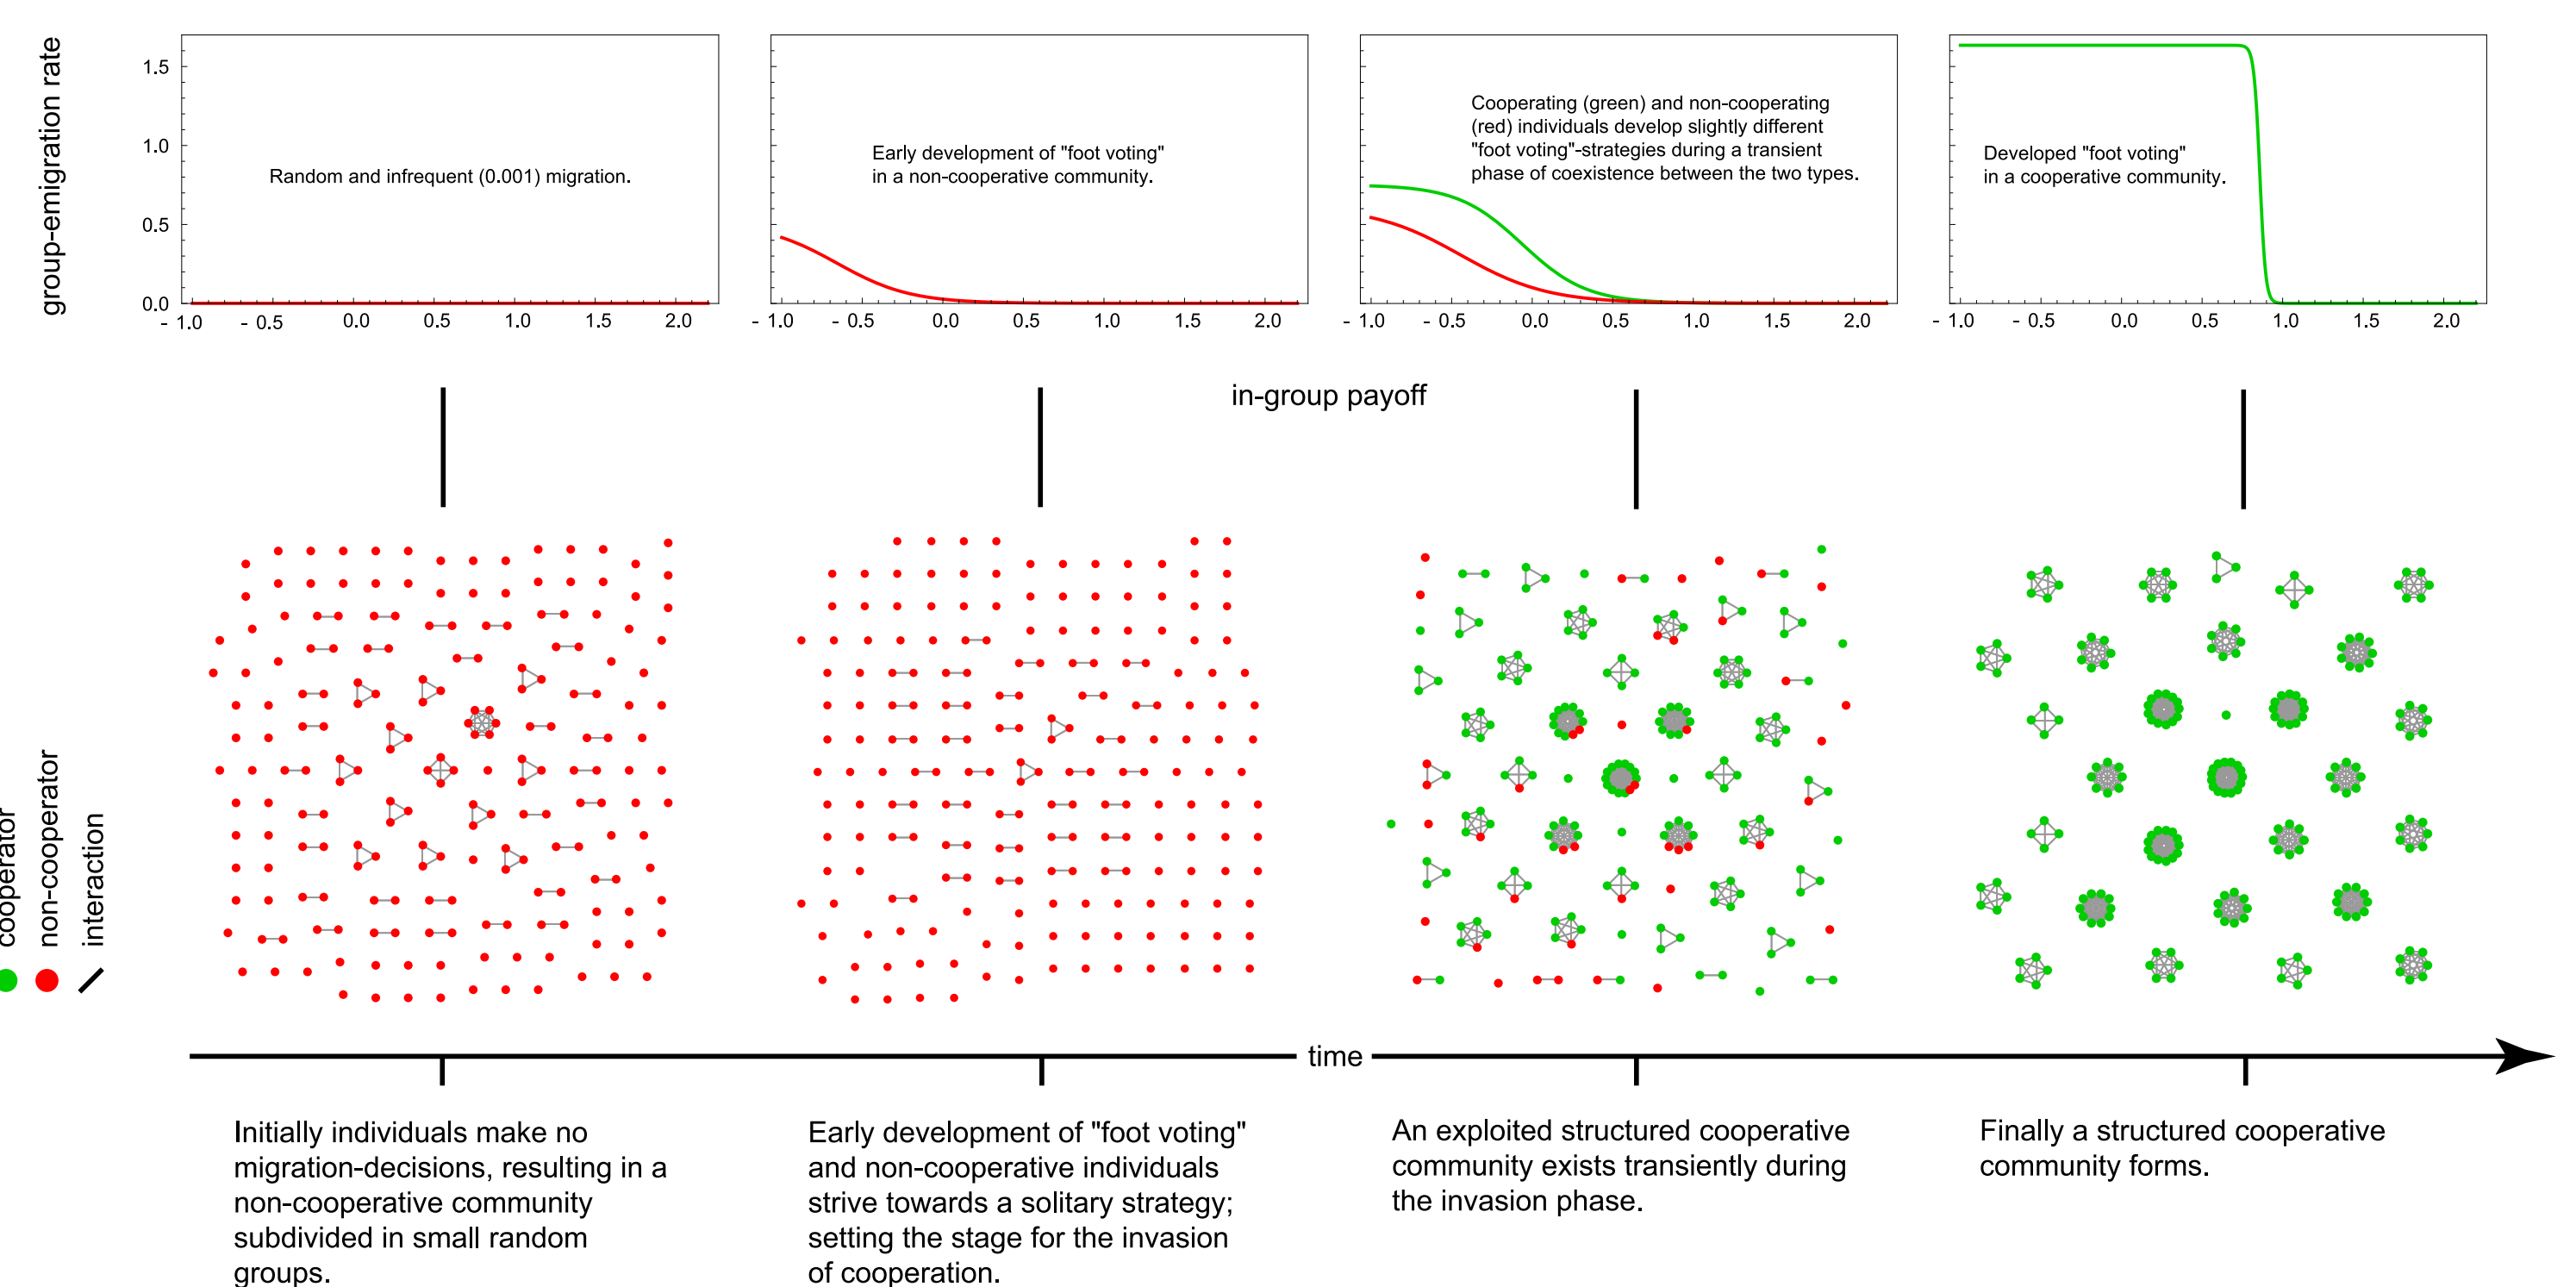 group-emigration rate
1.5
1.0
0.5
0.0
Random and infrequent (0.001) migration.
- 1.0 - 0.5 0.0 0.5 1.0 1.5 2.0
Early development of "foot voting"
in a non-cooperative community.
- 1.0 - 0.5 0.0 0.5 1.0 1.5 2.0
Cooperating (green) and non-cooperating
(red) individuals develop slightly different
"foot voting"-strategies during a transient
phase of coexistence between the two types.
- 1.0 - 0.5 0.0 0.5 1.0 1.5 2.0
Developed "foot voting"
in a cooperative community.
- 1.0 - 0.5 0.0 0.5 1.0 1.5 2.0
in-group payoff
cooperator
non-cooperator
interaction
time
Initially individuals make no
migration-decisions, resulting in a
non-cooperative community
subdivided in small random
groups.
Early development of "foot voting"
and non-cooperative individuals
strive towards a solitary strategy;
setting the stage for the invasion
of cooperation.
An exploited structured cooperative
community exists transiently during
the invasion phase.
Finally a structured cooperative
community forms.